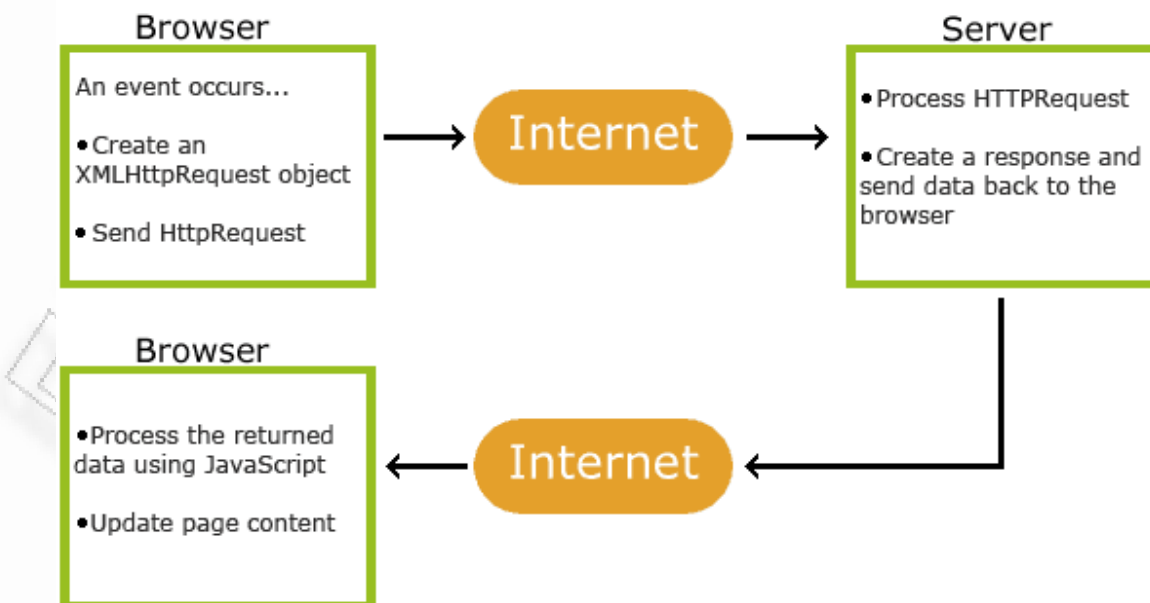 Browser
An event occurs...
•Create an
XMLHttpRequest object
• Send HttpRequest
Internet
Server
•Process HTTPRequest
•Create a response and
send data back to the
browser
Browser
•Process the returned
data using JavaScript
•Update page content
Internet